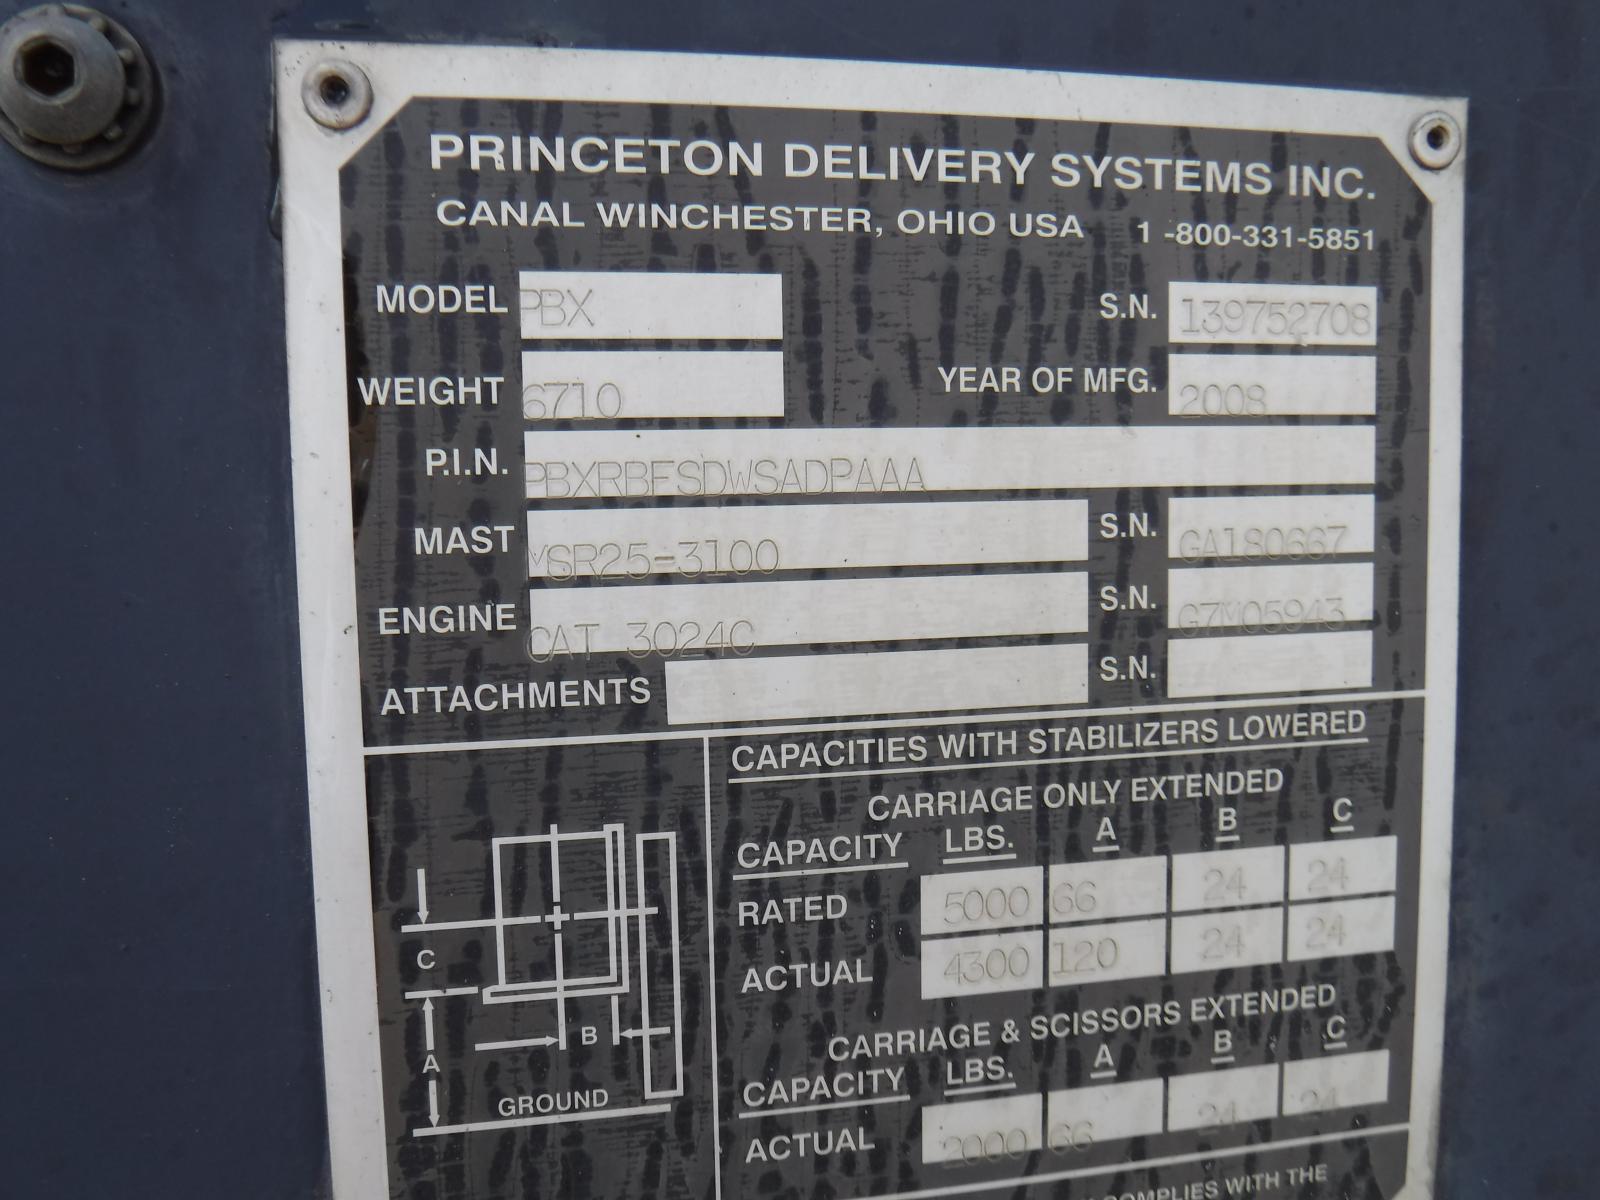 PRINCETON DELIVERY SYSTEMS INC.
CANAL WINCHESTER, OHIO USA 1 -800-331-5851
MODEL PBX S.N. 139752708
WEIGHT 6710 YEAR OF MFG. 2008
P.I.N. PBXRBFSDWSADPAAA
MAST MSR25-3100 S.N. GA180667
ENGINE CAT 3024C S.N. G7M05943
ATTACHMENTS S.N.
CAPACITIES WITH STABILIZERS LOWERED
CARRIAGE ONLY EXTENDED
CAPACITY LBS. A B C
RATED 5000 66 24 24
ACTUAL 4300 120 24 24
CARRIAGE & SCISSORS EXTENDED
CAPACITY LBS. A B C
ACTUAL 2000 66 24 24
C
B
A
GROUND
COMPLIES WITH THE